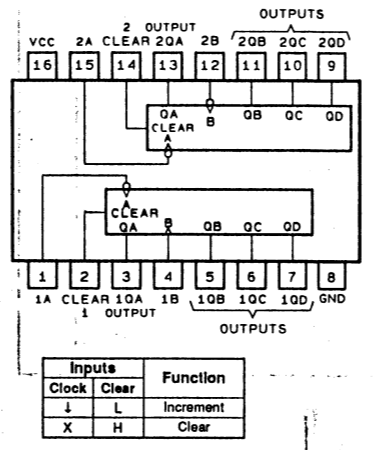 OUTPUTS
2 OUTPUT
VCC 2A CLEAR 2QA 2B 2QB 2QC 2QD
16 15 14 13 12 11 10 9
QA B QB QC QD
CLEAR
A
A
CLEAR
QA B QB QC QD
1 2 3 4 5 6 7 8
1A CLEAR 1QA 1B 1QB 1QC 1QD GND
1 OUTPUT
OUTPUTS
Inputs Function
Clock Clear
↓ L Increment
X H Clear